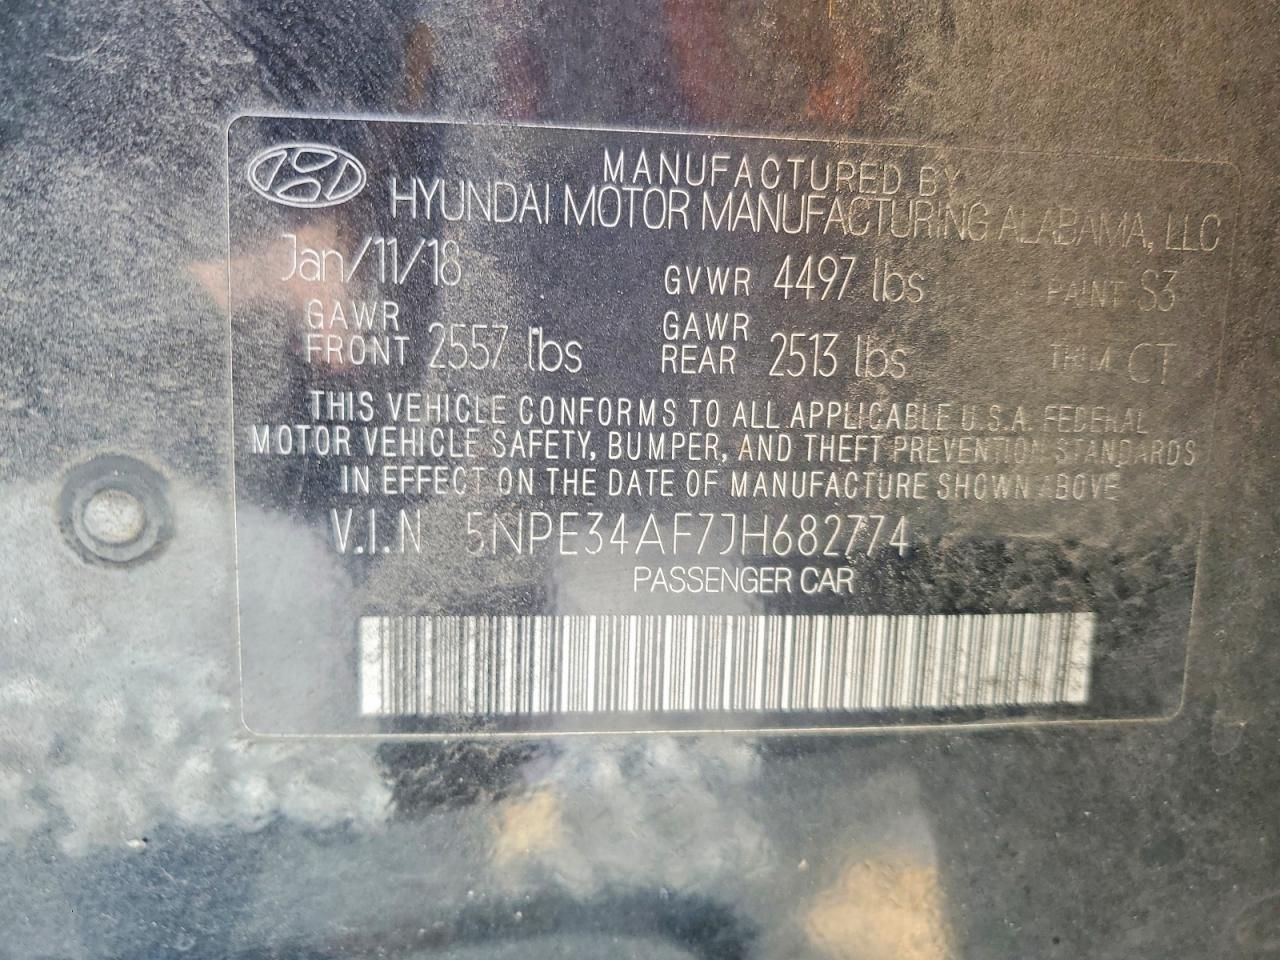 MANUFACTURED BY
HYUNDAI MOTOR MANUFACTURING ALABAMA, LLC
Jan/11/18 GVWR 4497 lbs PAINT S3
GAWR FRONT 2557 lbs GAWR REAR 2513 lbs TRIM CT
THIS VEHICLE CONFORMS TO ALL APPLICABLE U.S.A. FEDERAL
MOTOR VEHICLE SAFETY, BUMPER, AND THEFT PREVENTION STANDARDS
IN EFFECT ON THE DATE OF MANUFACTURE SHOWN ABOVE
V.I.N 5NPE34AF7JH682774
PASSENGER CAR